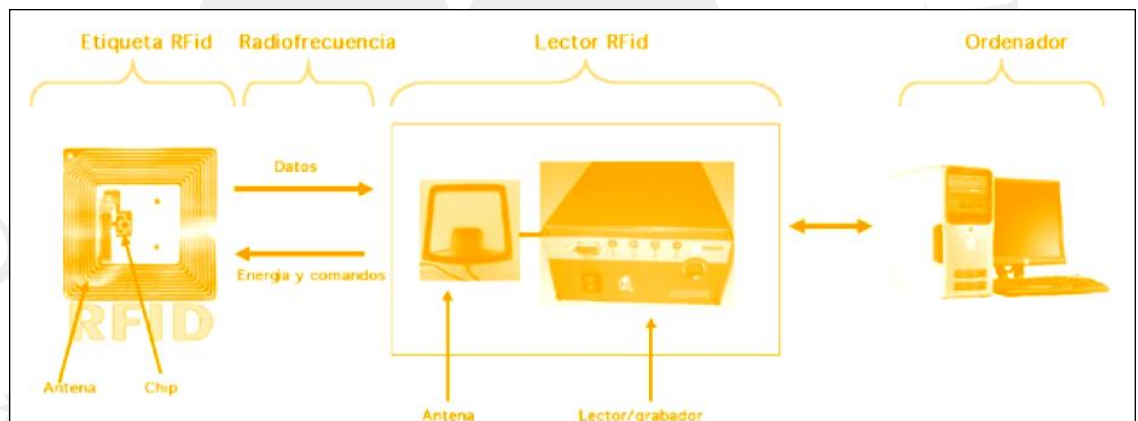 Etiqueta RFid Radiofrecuencia Lector RFid Ordenador
Datos
Energía y comandos
RFID
Antena Chip
Antena Lector/grabador